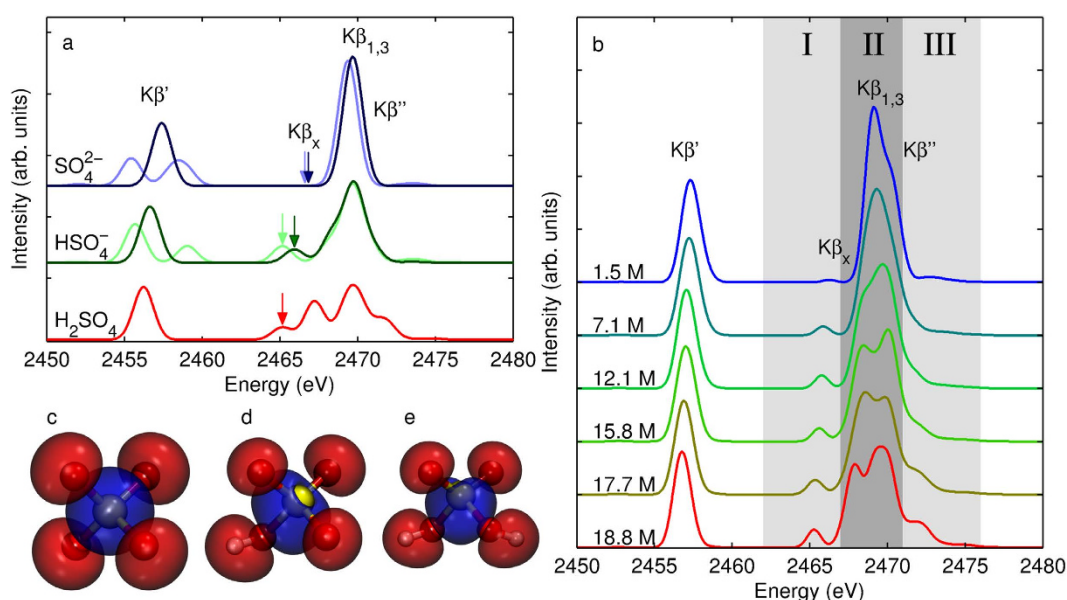 a
Kβ₁,₃
Kβ'
Kβ''
Kβₓ
SO₄²⁻
HSO₄⁻
H₂SO₄
Intensity (arb. units)
2450 2455 2460 2465 2470 2475 2480
Energy (eV)
b
I II III
Kβ₁,₃
Kβ'
Kβ''
Kβₓ
1.5 M
7.1 M
12.1 M
15.8 M
17.7 M
18.8 M
Intensity (arb. units)
2450 2455 2460 2465 2470 2475 2480
Energy (eV)
c
d
e